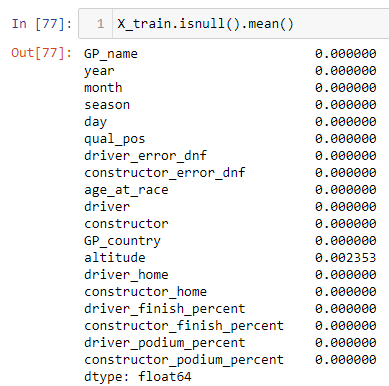 In [77]: 1 X_train.isnull().mean()
Out[77]: GP_name 0.000000
year 0.000000
month 0.000000
season 0.000000
day 0.000000
qual_pos 0.000000
driver_error_dnf 0.000000
constructor_error_dnf 0.000000
age_at_race 0.000000
driver 0.000000
constructor 0.000000
GP_country 0.000000
altitude 0.002353
driver_home 0.000000
constructor_home 0.000000
driver_finish_percent 0.000000
constructor_finish_percent 0.000000
driver_podium_percent 0.000000
constructor_podium_percent 0.000000
dtype: float64